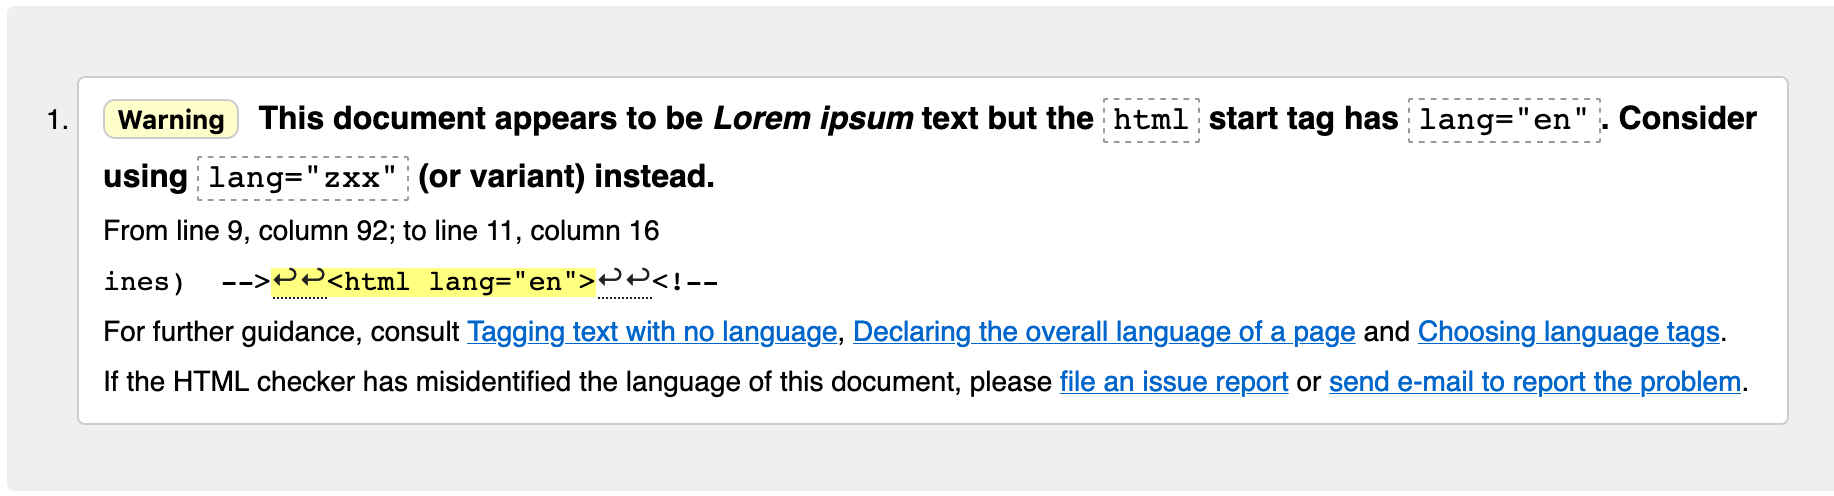 1. Warning This document appears to be Lorem ipsum text but the html start tag has lang="en". Consider
using lang="zxx" (or variant) instead.
From line 9, column 92; to line 11, column 16
ines)  -->↩↩<html lang="en">↩↩<!--
For further guidance, consult Tagging text with no language, Declaring the overall language of a page and Choosing language tags.
If the HTML checker has misidentified the language of this document, please file an issue report or send e-mail to report the problem.